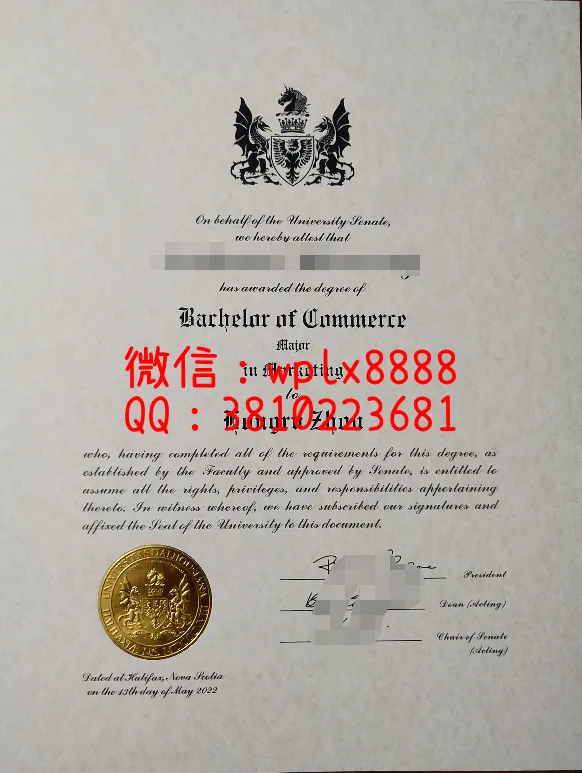 On behalf of the University Senate,
we hereby attest that
has awarded the degree of
Bachelor of Commerce
Major
in Marketing
微信：wplx8888
to
QQ：3810223681
who, having completed all of the requirements for this degree, as
established by the Faculty and approved by Senate, is entitled to
assume all the rights, privileges, and responsibilities appertaining
thereto. In witness whereof, we have subscribed our signatures and
affixed the Seal of the University to this document.
President
Dean (Acting)
Chair of Senate
(Acting)
Dated at Halifax, Nova Scotia
on the 13th day of May 2022